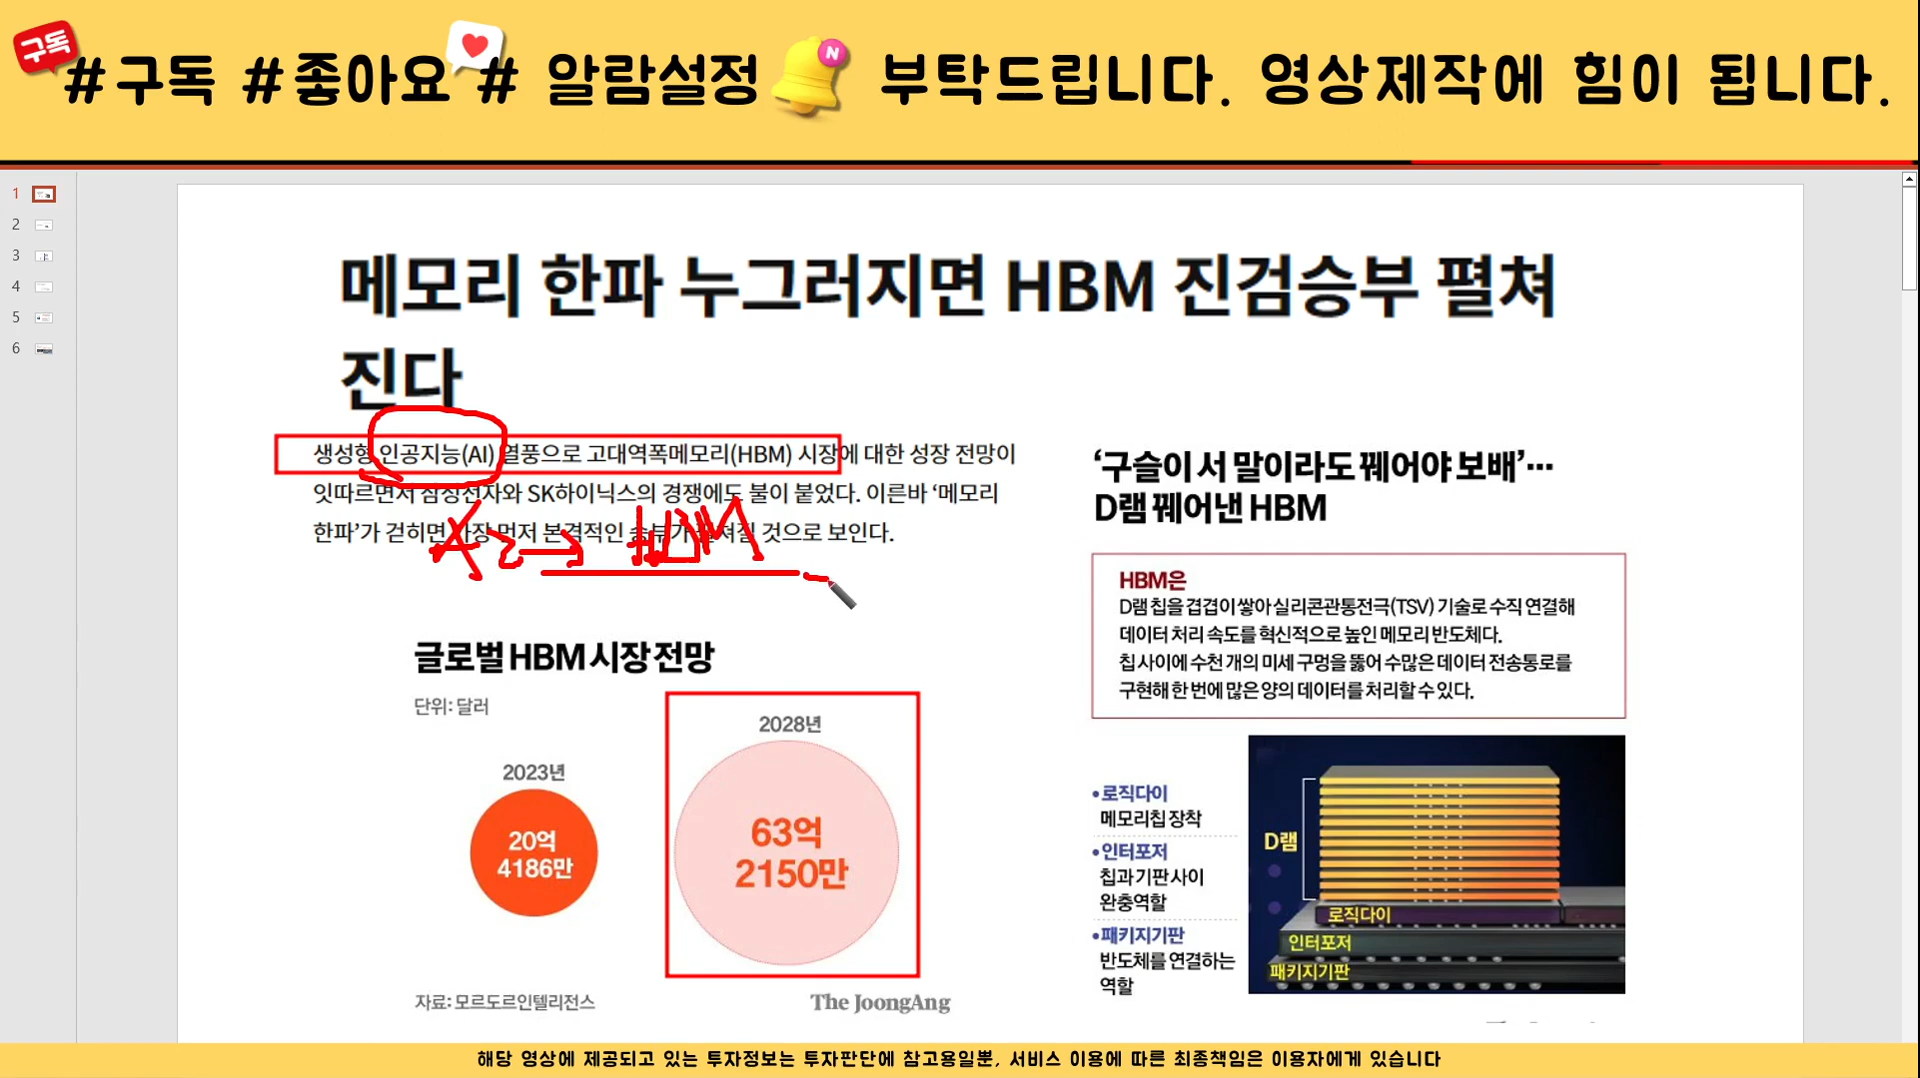 구독
#구독 #좋아요 # 알람설정 N 부탁드립니다. 영상제작에 힘이 됩니다.
1
2
3
4
5
6
메모리 한파 누그러지면 HBM 진검승부 펼쳐
진다
생성형 인공지능(AI) 열풍으로 고대역폭메모리(HBM) 시장에 대한 성장 전망이
잇따르면서 삼성전자와 SK하이닉스의 경쟁에도 불이 붙었다. 이른바 ‘메모리
한파’가 걷히면 가장 먼저 본격적인 승부가 펼쳐질 것으로 보인다.
HBM
글로벌 HBM 시장 전망
단위: 달러
2023년
20억
4186만
2028년
63억
2150만
자료: 모르도르인텔리전스
The JoongAng
‘구슬이 서 말이라도 꿰어야 보배’…
D램 꿰어낸 HBM
HBM은
D램 칩을 겹겹이 쌓아 실리콘관통전극(TSV) 기술로 수직 연결해
데이터 처리 속도를 혁신적으로 높인 메모리 반도체다.
칩 사이에 수천 개의 미세 구멍을 뚫어 수많은 데이터 전송통로를
구현해 한 번에 많은 양의 데이터를 처리할 수 있다.
•로직다이
메모리칩 장착
•인터포저
칩과 기판 사이
완충역할
•패키지기판
반도체를 연결하는
역할
D램
로직다이
인터포저
패키지기판
해당 영상에 제공되고 있는 투자정보는 투자판단에 참고용일뿐, 서비스 이용에 따른 최종책임은 이용자에게 있습니다